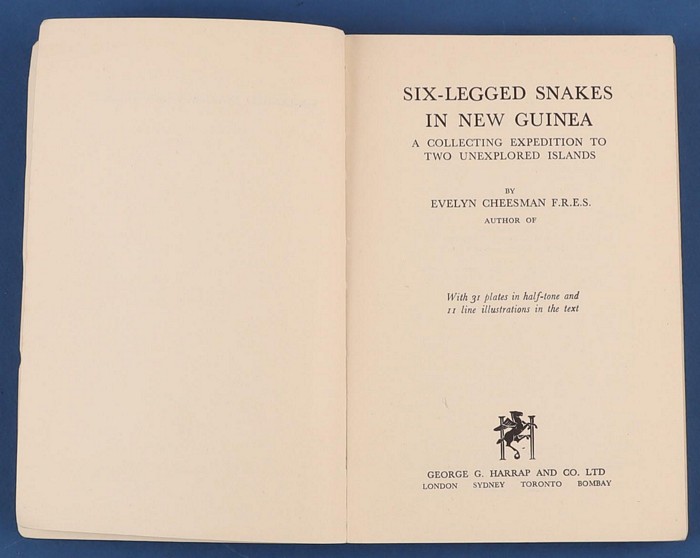 SIX-LEGGED SNAKES
IN NEW GUINEA
A COLLECTING EXPEDITION TO
TWO UNEXPLORED ISLANDS
BY
EVELYN CHEESMAN F.R.E.S.
AUTHOR OF
With 31 plates in half-tone and
11 line illustrations in the text
GEORGE G. HARRAP AND CO. LTD
LONDON SYDNEY TORONTO BOMBAY